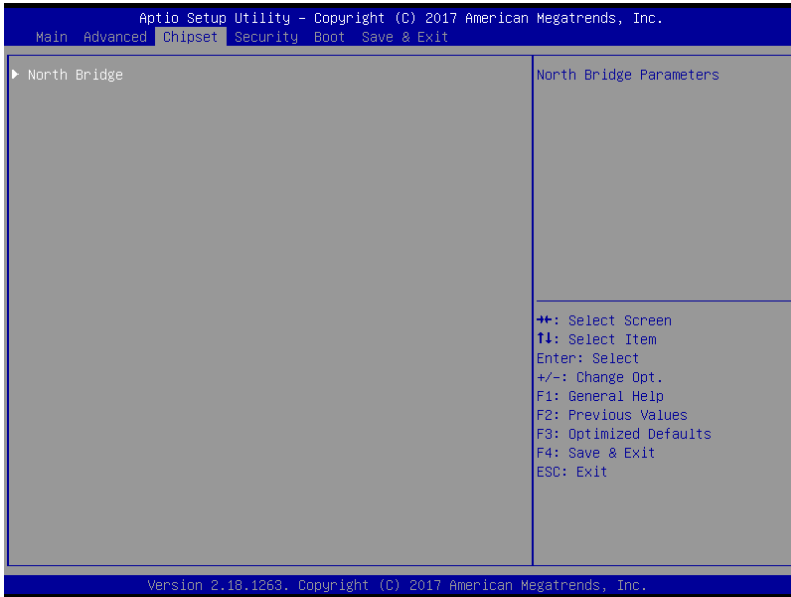 Aptio Setup Utility – Copyright (C) 2017 American Megatrends, Inc.
Main Advanced Chipset Security Boot Save & Exit
▶ North Bridge
North Bridge Parameters
→←: Select Screen
↑↓: Select Item
Enter: Select
+/-: Change Opt.
F1: General Help
F2: Previous Values
F3: Optimized Defaults
F4: Save & Exit
ESC: Exit
Version 2.18.1263. Copyright (C) 2017 American Megatrends, Inc.